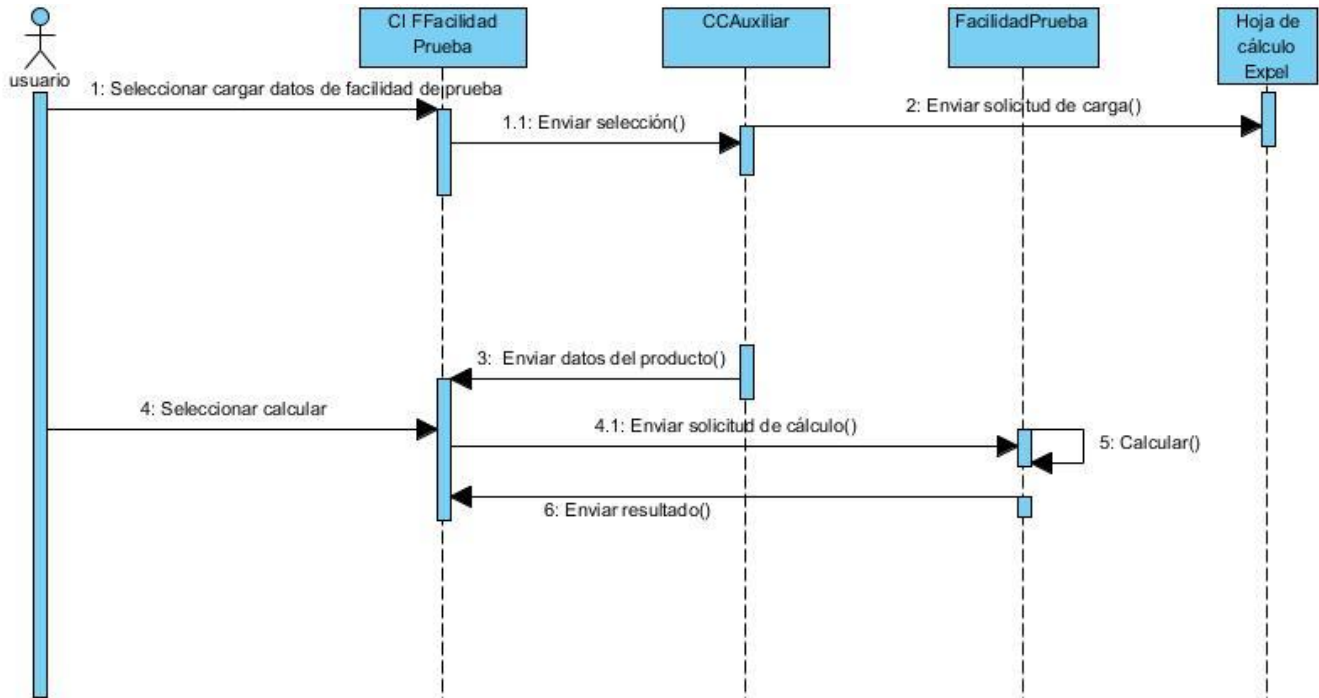 CI FFacilidad
Prueba
CCAuxiliar
FacilidadPrueba
Hoja de
cálculo
Expel
usuario
1: Seleccionar cargar datos de facilidad de prueba
1.1: Enviar selección()
2: Enviar solicitud de carga()
3: Enviar datos del producto()
4: Seleccionar calcular
4.1: Enviar solicitud de cálculo()
5: Calcular()
6: Enviar resultado()